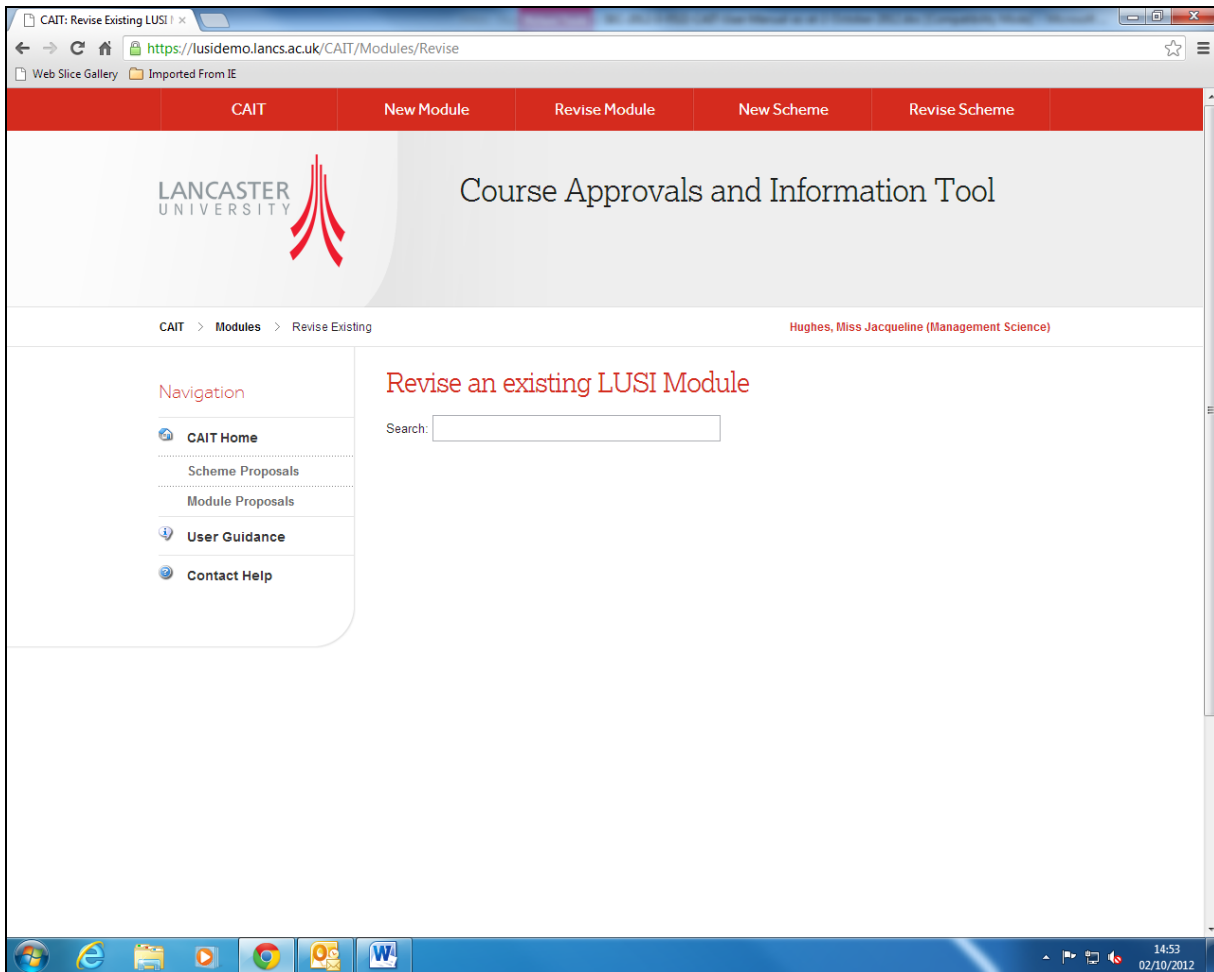 CAIT: Revise Existing LUSI
https://lusidemo.lancs.ac.uk/CAIT/Modules/Revise
Web Slice Gallery Imported From IE
CAIT New Module Revise Module New Scheme Revise Scheme
LANCASTER
UNIVERSITY
Course Approvals and Information Tool
CAIT > Modules > Revise Existing
Hughes, Miss Jacqueline (Management Science)
Navigation
CAIT Home
Scheme Proposals
Module Proposals
User Guidance
Contact Help
Revise an existing LUSI Module
Search:
14:53
02/10/2012